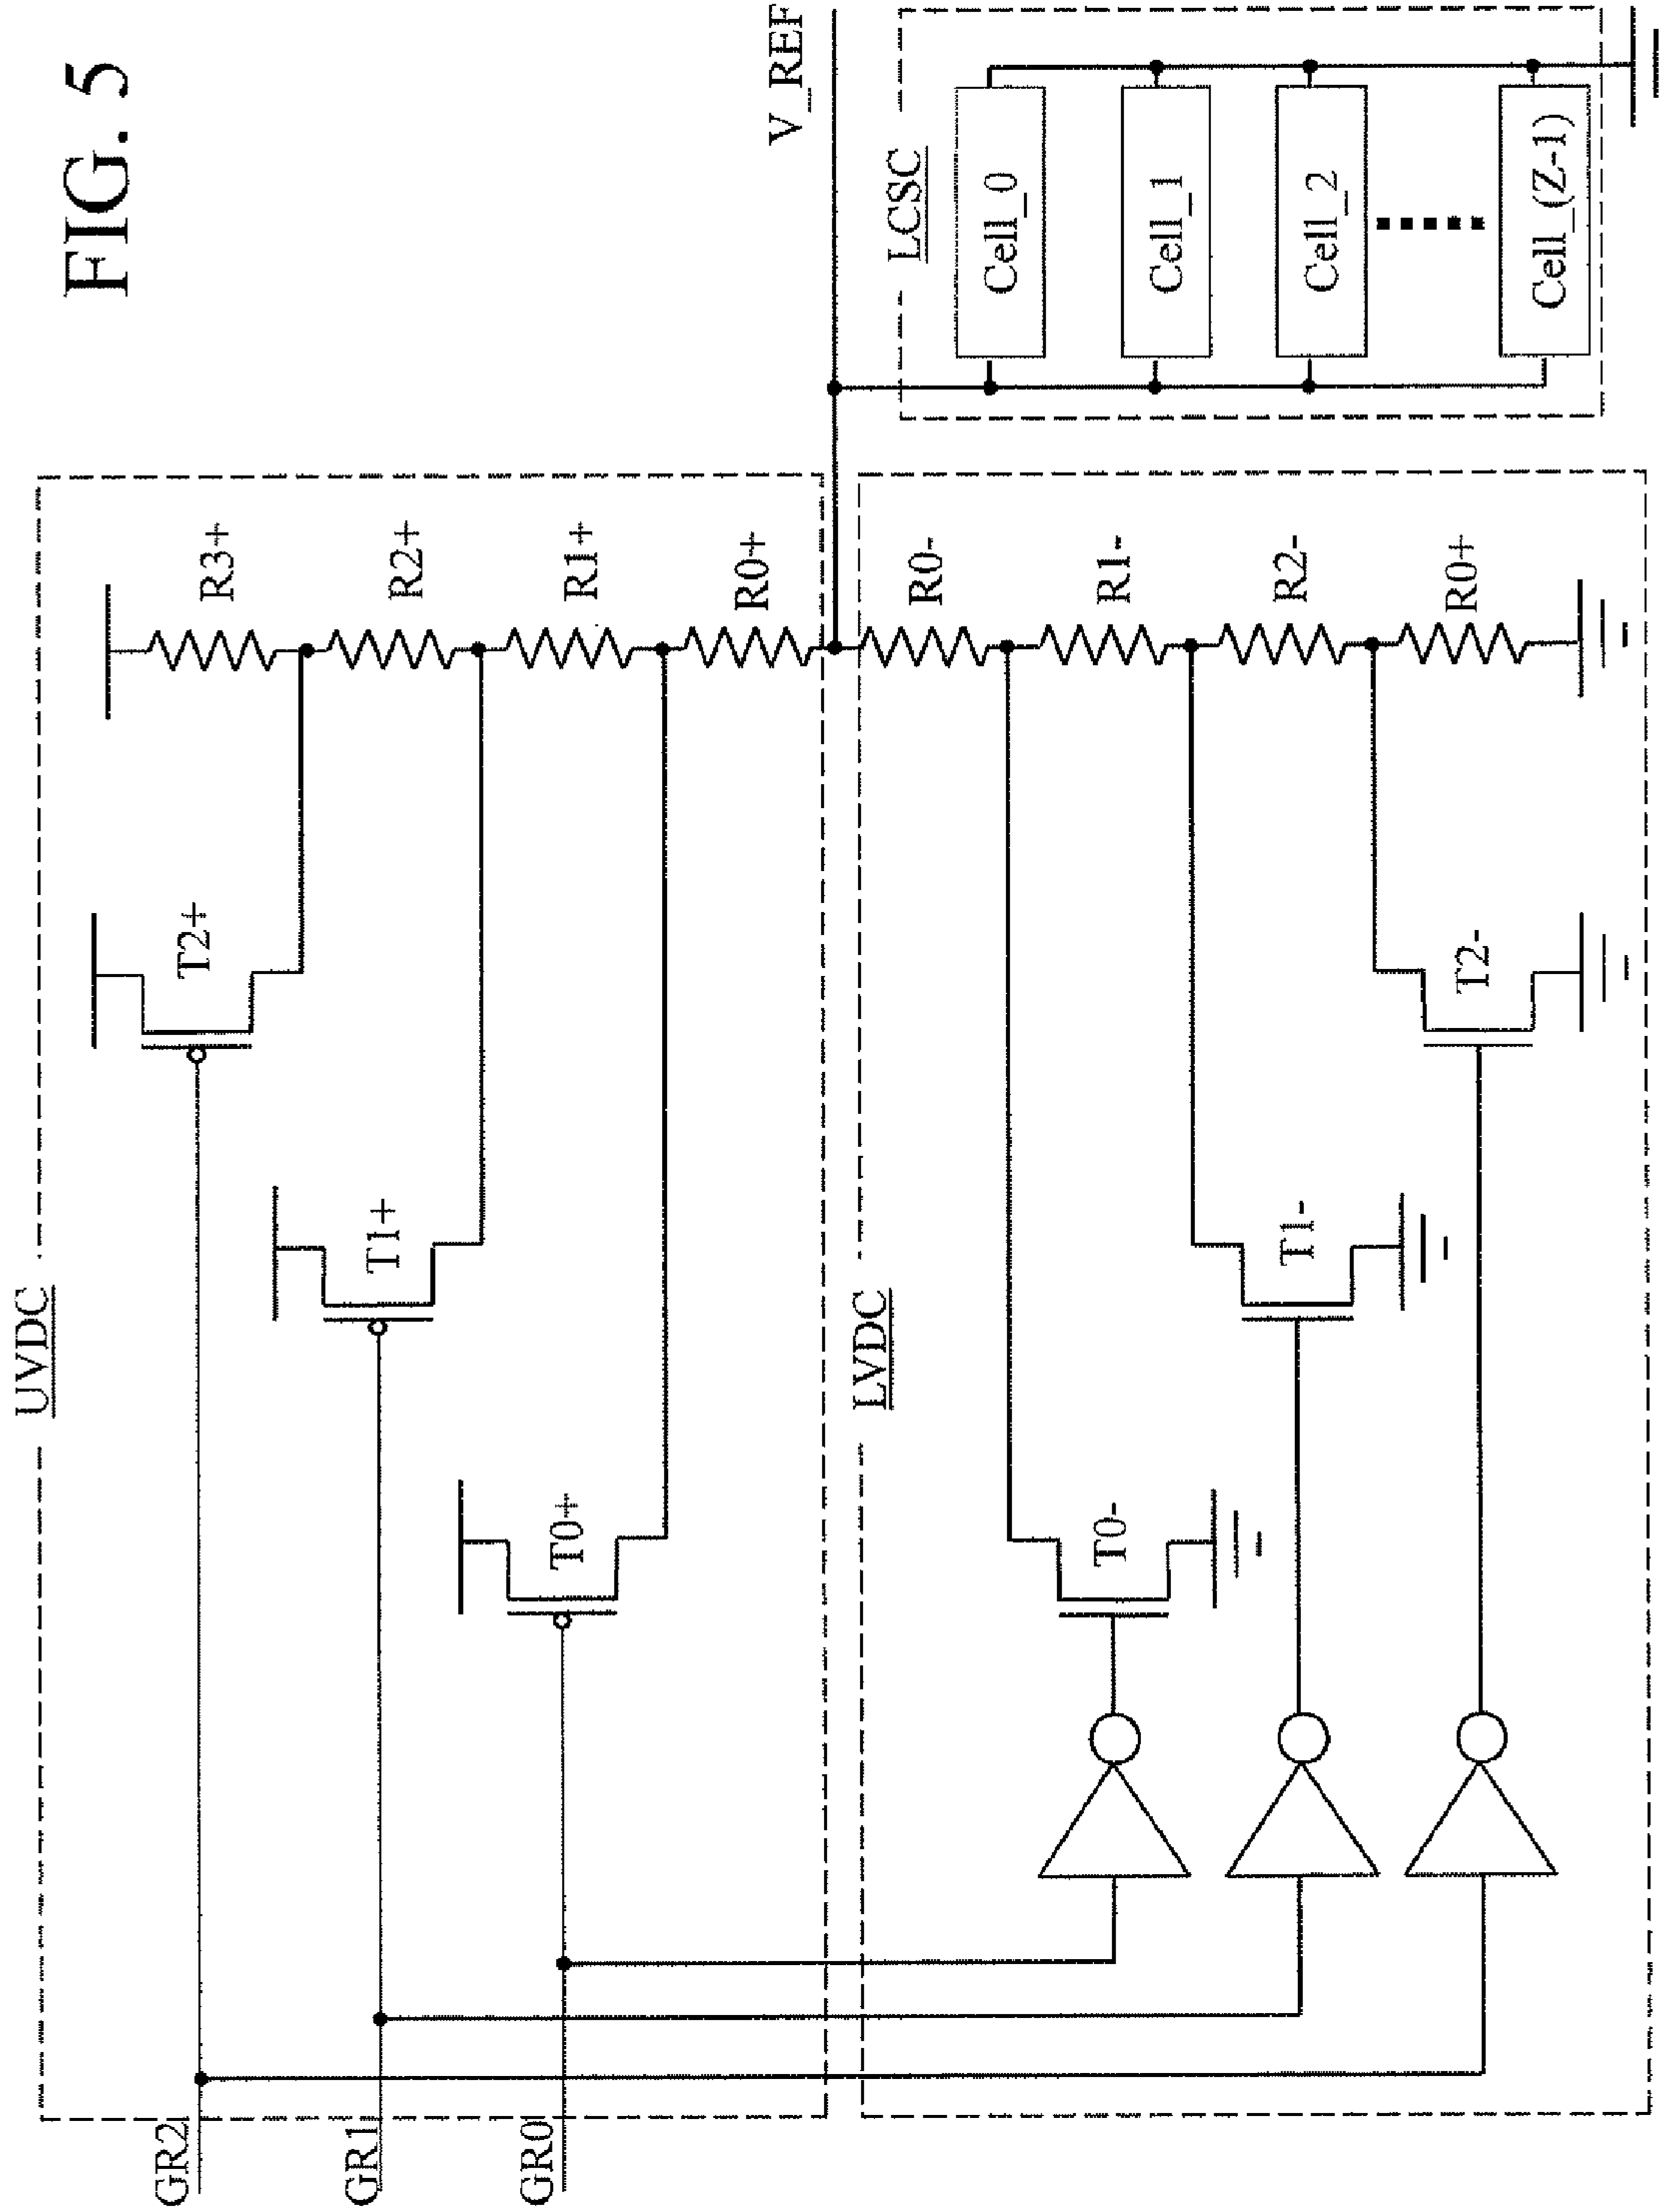 FIG. 5
UVDC
GR2
GR1
GR0
T2+
T1+
T0+
R3+
R2+
R1+
R0+
V_REF
LVDC
T0-
T1-
T2-
R0-
R1-
R2-
R0+
LCSC
Cell_0
Cell_1
Cell_2
Cell_(Z-1)